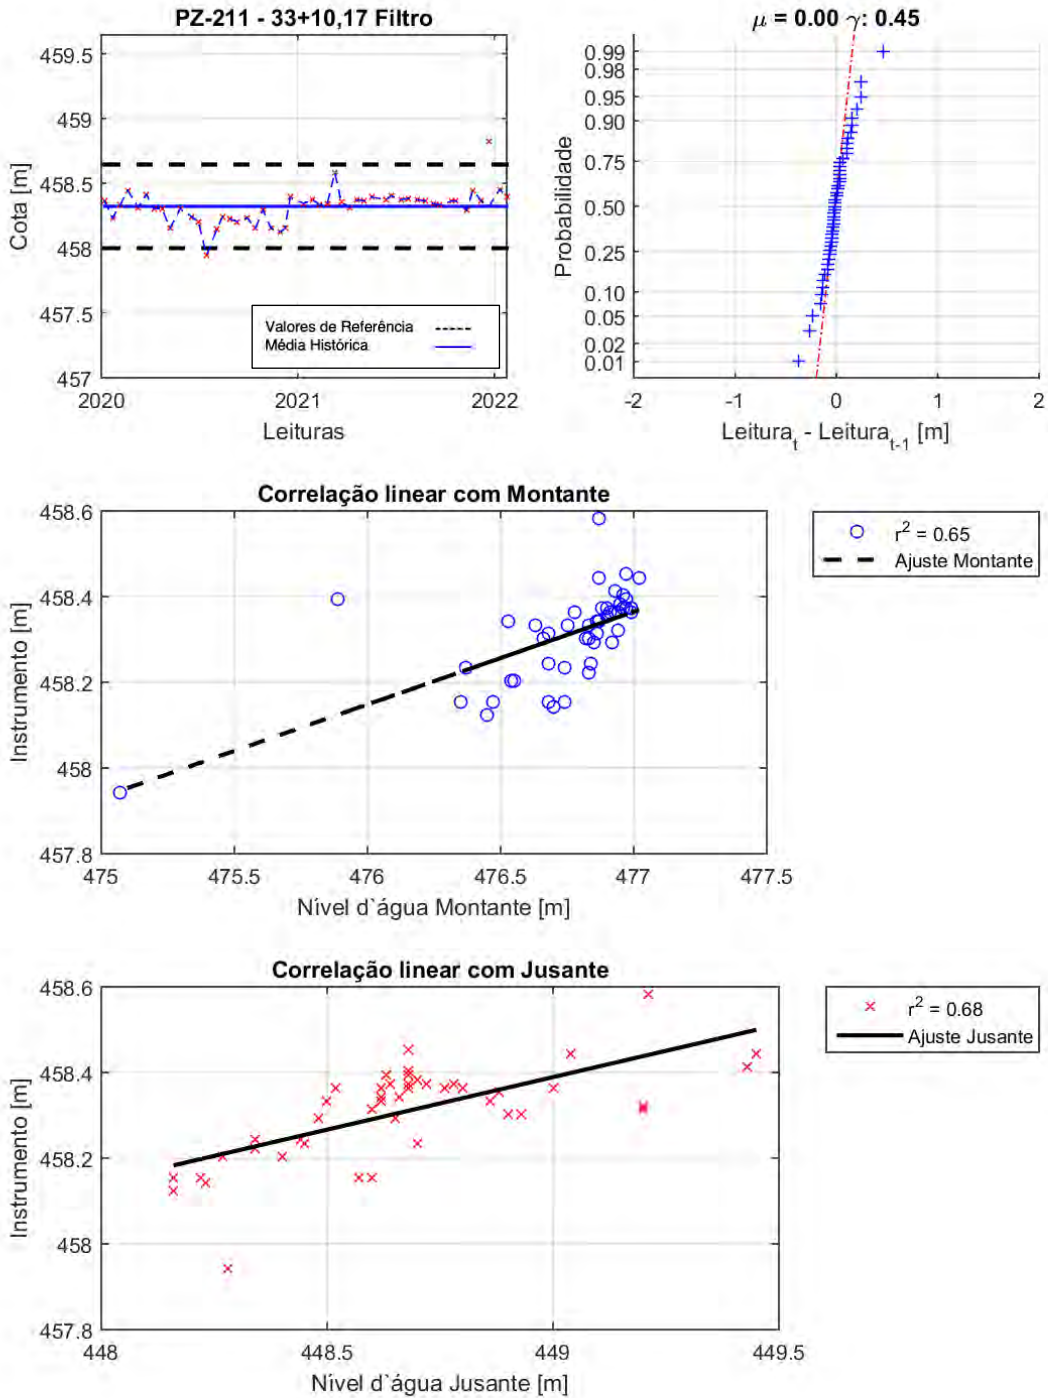 PZ-211 - 33+10,17 Filtro
459.5
459
458.5
458
457.5
457
Cota [m]
Valores de Referência
Média Histórica
2020
2021
2022
Leituras
μ = 0.00 γ: 0.45
0.99
0.98
0.95
0.90
0.75
0.50
0.25
0.10
0.05
0.02
0.01
Probabilidade
-2
-1
0
1
2
Leitura_t - Leitura_t-1 [m]
Correlação linear com Montante
458.6
458.4
458.2
458
457.8
Instrumento [m]
475
475.5
476
476.5
477
477.5
Nível d`água Montante [m]
r² = 0.65
Ajuste Montante
Correlação linear com Jusante
458.6
458.4
458.2
458
457.8
Instrumento [m]
448
448.5
449
449.5
Nível d`água Jusante [m]
r² = 0.68
Ajuste Jusante